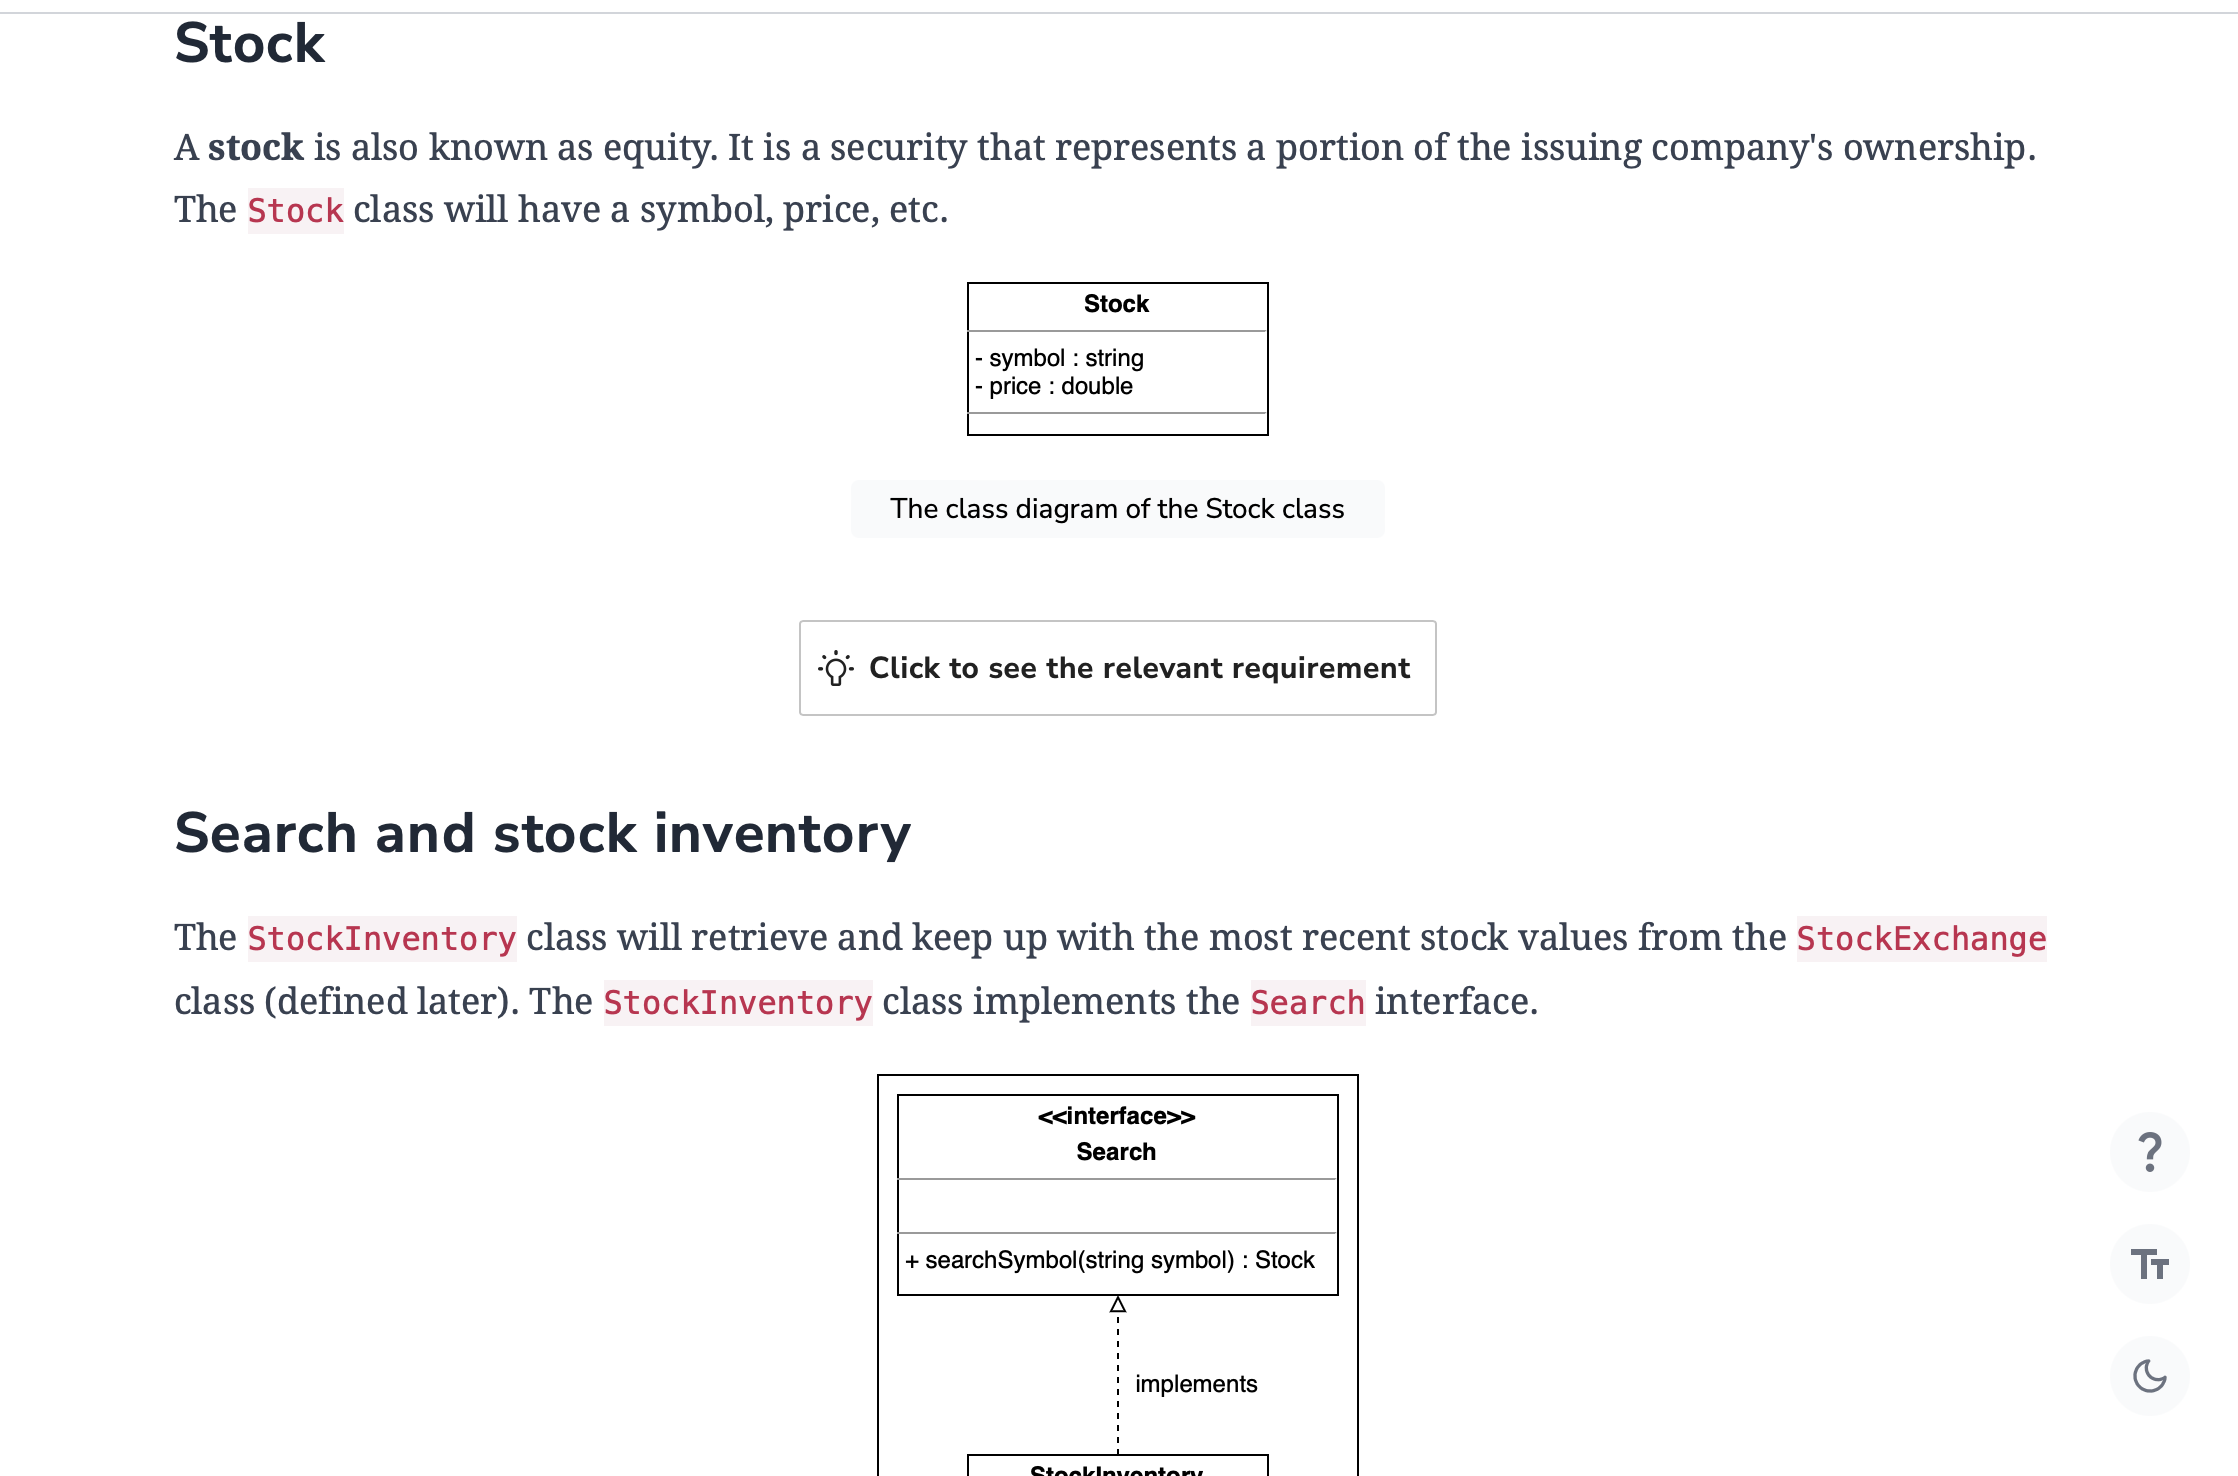 Stock
A stock is also known as equity. It is a security that represents a portion of the issuing company's ownership.
The Stock class will have a symbol, price, etc.
Stock
- symbol : string
- price : double
The class diagram of the Stock class
Click to see the relevant requirement
Search and stock inventory
The StockInventory class will retrieve and keep up with the most recent stock values from the StockExchange
class (defined later). The StockInventory class implements the Search interface.
<<interface>>
Search
+ searchSymbol(string symbol) : Stock
implements
StockInventory
?
Tt